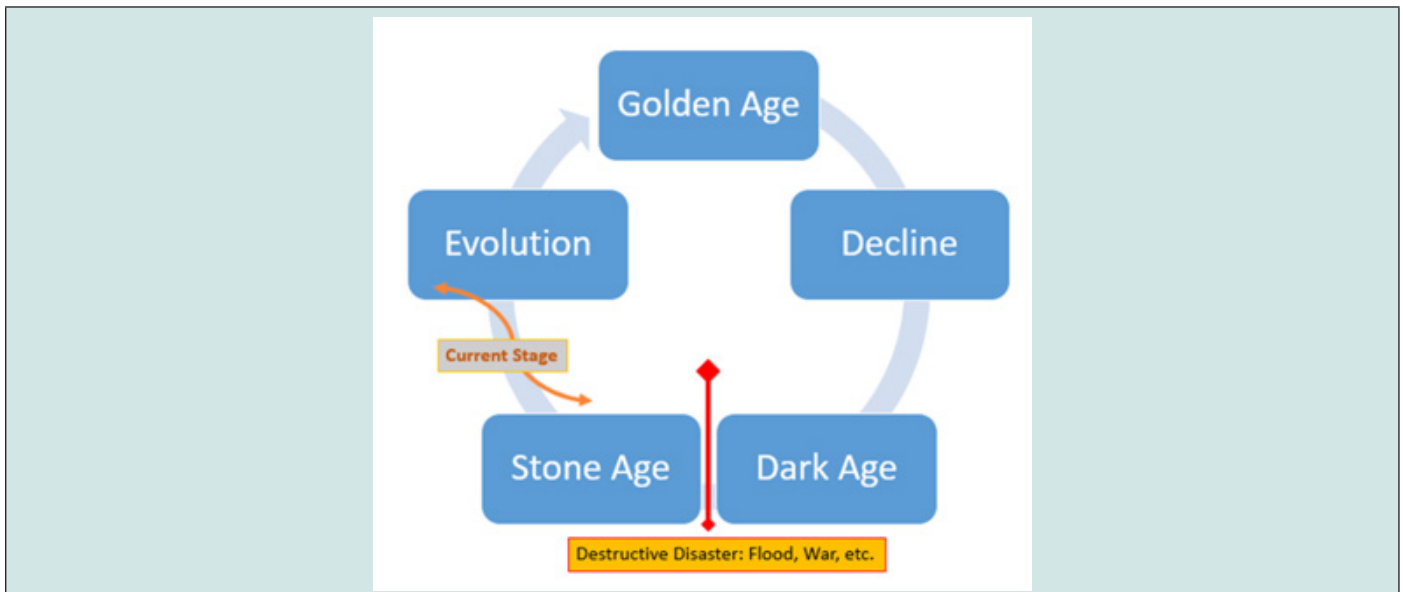 Golden Age
Evolution
Decline
Current Stage
Stone Age
Dark Age
Destructive Disaster: Flood, War, etc.